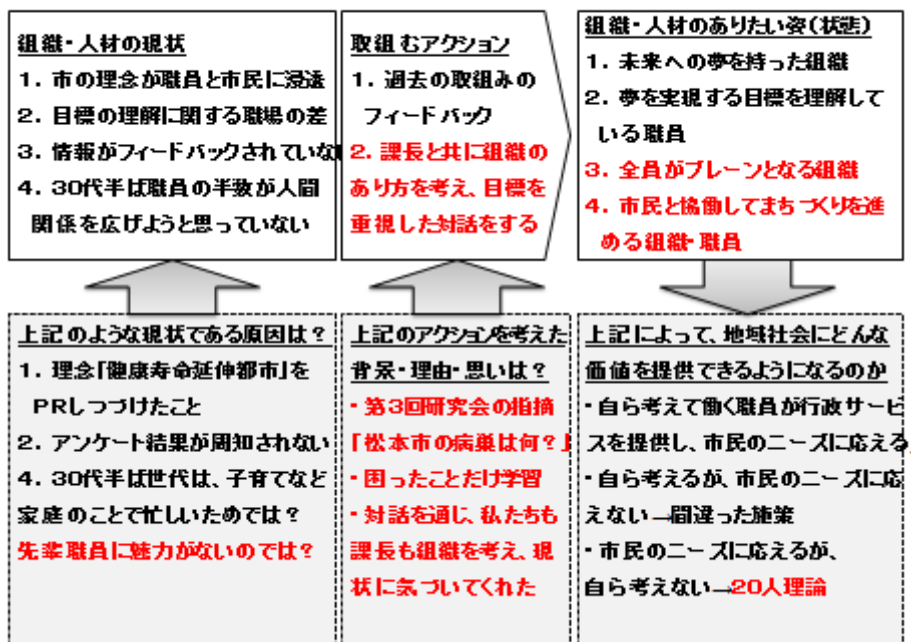 組織・人材の現状
1. 市の理念が職員と市民に浸透
2. 目標の理解に関する職場の差
3. 情報がフィードバックされていない
4. 30代半ば職員の半数が人間
関係を広げようと思っていない
取組むアクション
1. 過去の取組みの
フィードバック
2. 課長と共に組織の
あり方を考え、目標を
重視した対話をする
組織・人材のありたい姿(状態)
1. 未来への夢を持った組織
2. 夢を実現する目標を理解して
いる職員
3. 全員がブレーンとなる組織
4. 市民と協働してまちづくりを進
める組織・職員
上記のような現状である原因は?
1. 理念「健康寿命延伸都市」を
PRしつづけたこと
2. アンケート結果が周知されない
4. 30代半ば世代は、子育てなど
家庭のことで忙しいためでは?
先輩職員に魅力がないのでは?
上記のアクションを考えた
背景・理由・思いは?
・第3回研究会の指摘
「松本市の病巣は何?」
・困ったことだけ学習
・対話を通じ、私たちも
課長も組織を考え、現
状に気づいてくれた
上記によって、地域社会にどんな
価値を提供できるようになるのか
・自ら考えて働く職員が行政サービ
スを提供し、市民のニーズに応える
・自ら考えるが、市民のニーズに応
えない→間違った施策
・市民のニーズに応えるが、
自ら考えない→20人理論